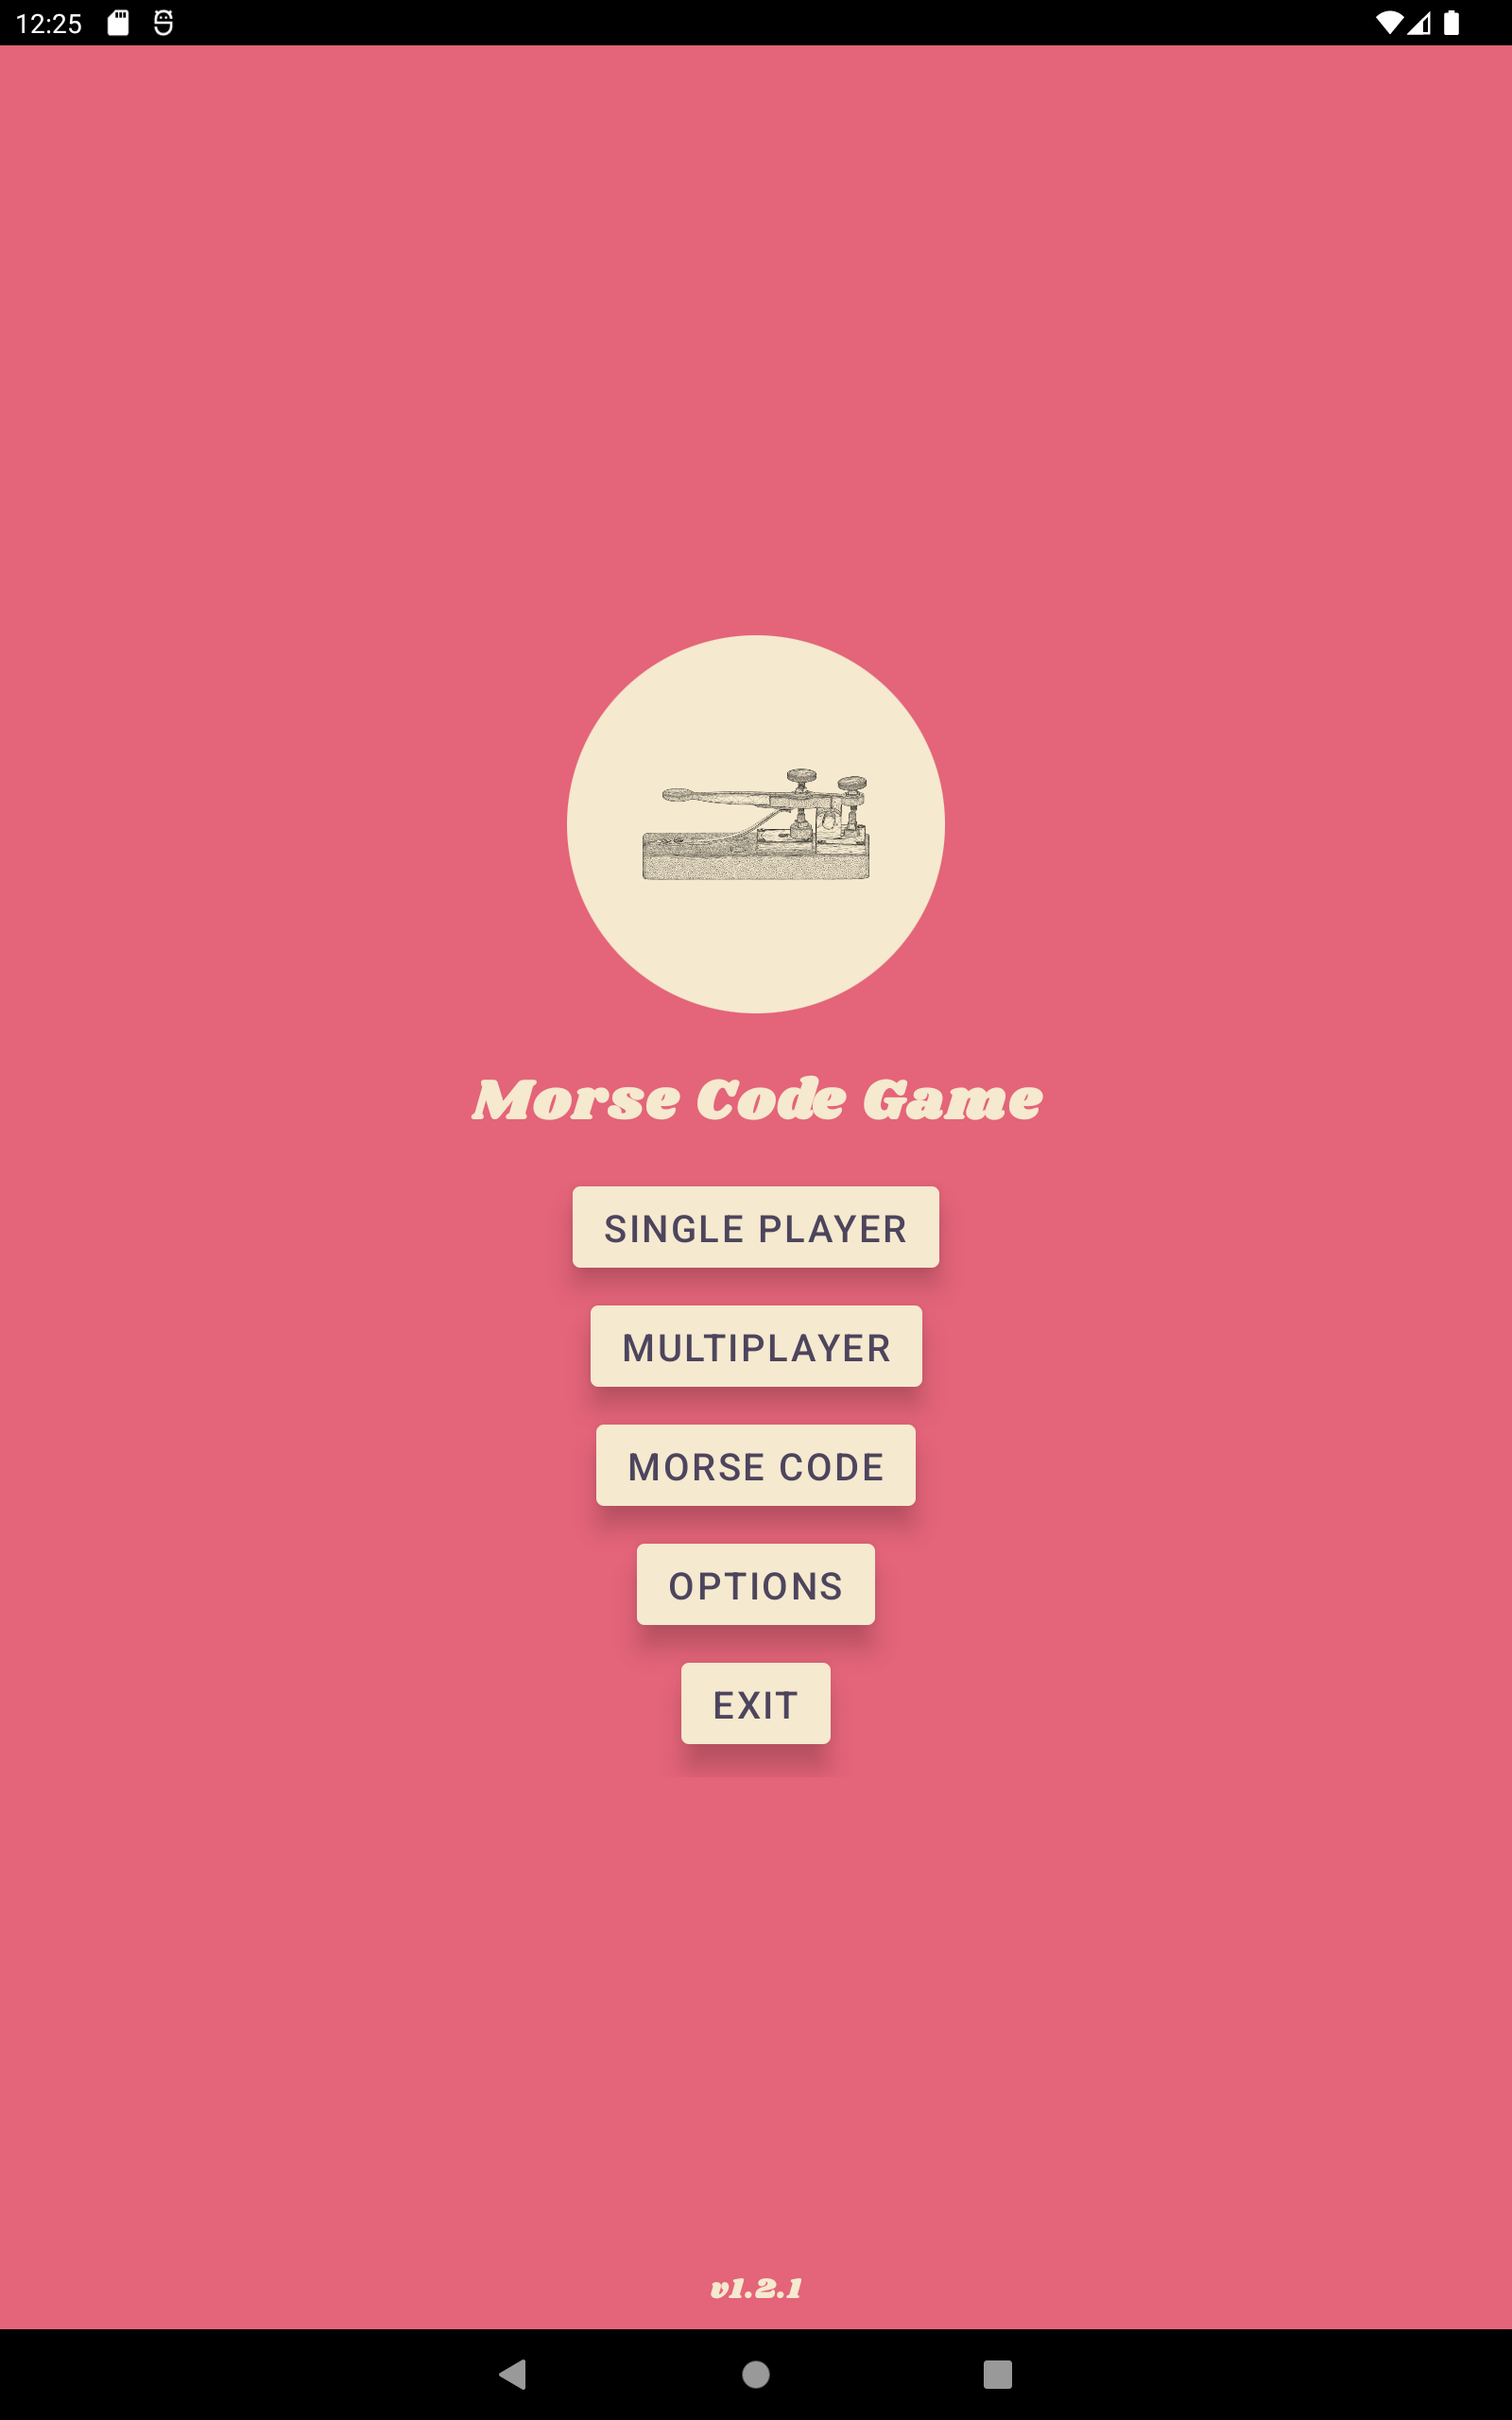 12:25
Morse Code Game
SINGLE PLAYER
MULTIPLAYER
MORSE CODE
OPTIONS
EXIT
v1.2.1